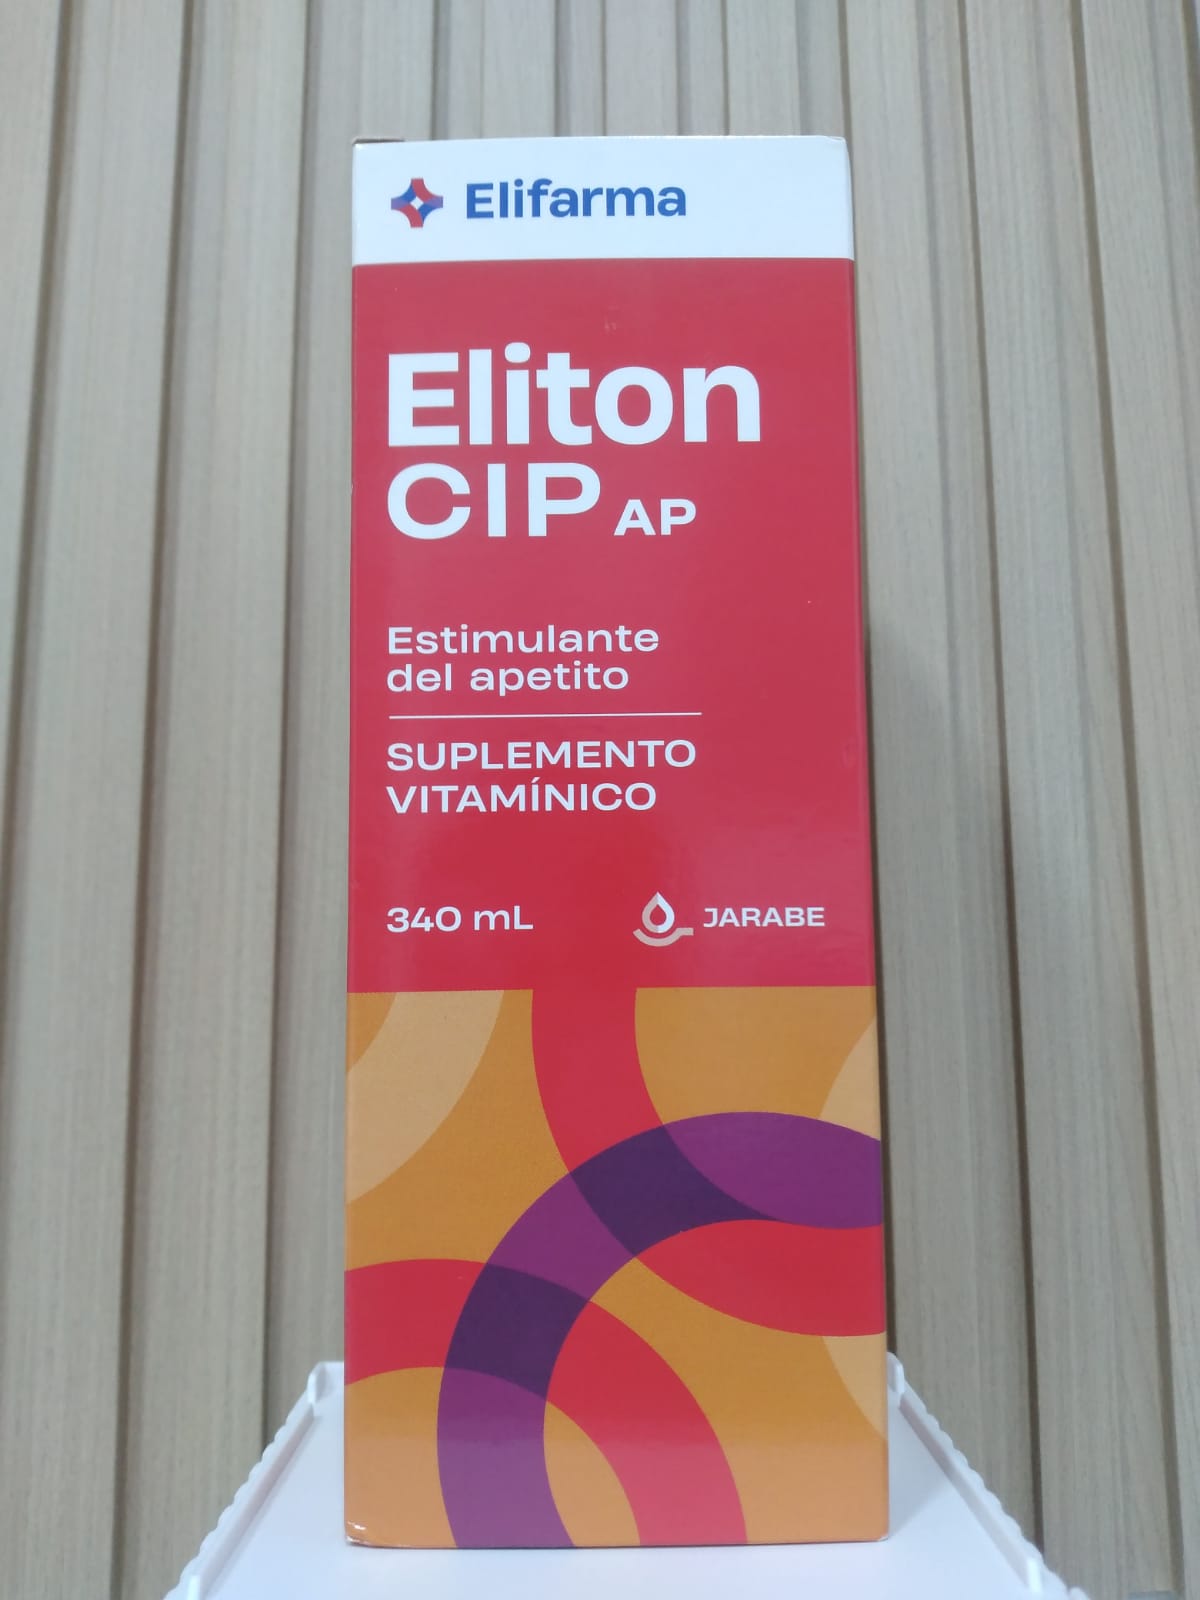 Elifarma
Eliton
CIP AP
Estimulante
del apetito
SUPLEMENTO
VITAMÍNICO
340 mL
JARABE